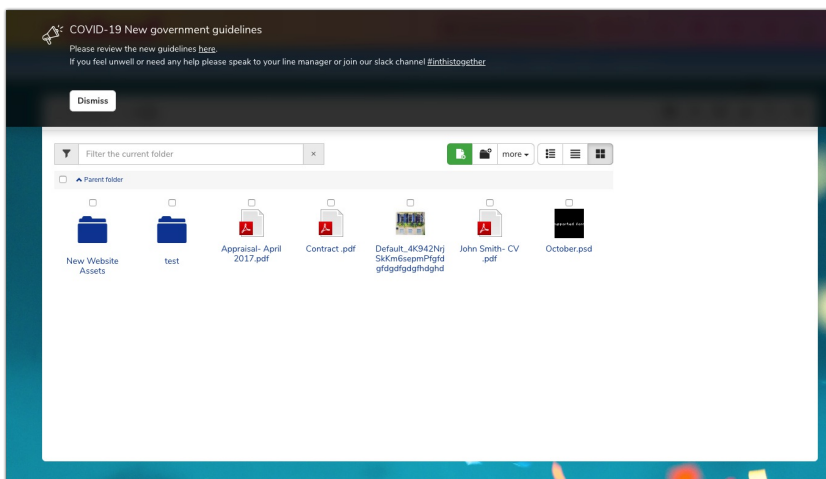 COVID-19 New government guidelines
Please review the new guidelines here.
If you feel unwell or need any help please speak to your line manager or join our slack channel #inthistogether
Dismiss
Filter the current folder ×
more
Parent folder
New Website
Assets
test
Appraisal- April
2017.pdf
Contract .pdf
Default_4K942Nrj
SkKm6sepmPfgfd
gfdgdfgdgfhdghd
John Smith- CV
.pdf
October.psd